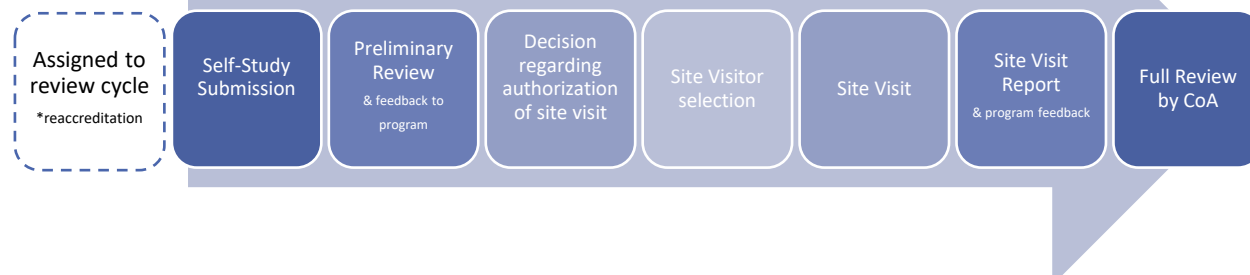 Assigned to
review cycle
*reaccreditation
Self-Study
Submission
Preliminary
Review
& feedback to
program
Decision
regarding
authorization
of site visit
Site Visitor
selection
Site Visit
Site Visit
Report
& program feedback
Full Review
by CoA